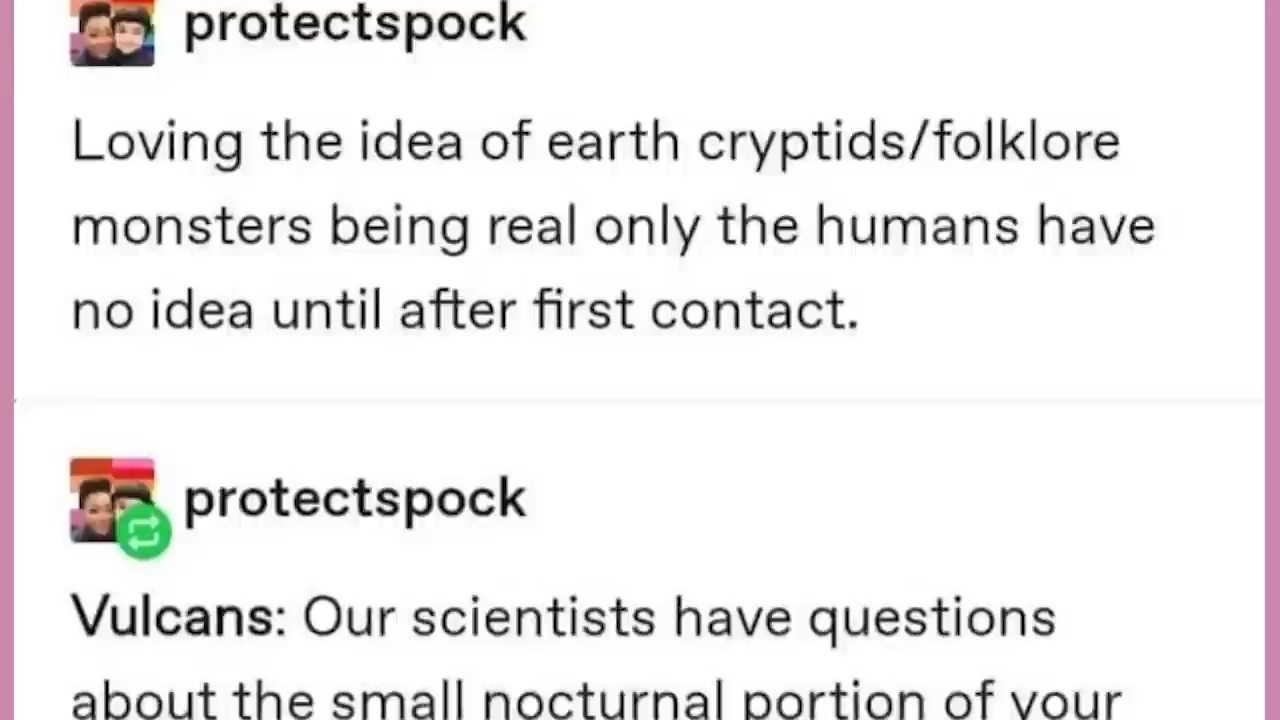 protectspock
Loving the idea of earth cryptids/folklore
monsters being real only the humans have
no idea until after first contact.
protectspock
Vulcans: Our scientists have questions
about the small nocturnal portion of your